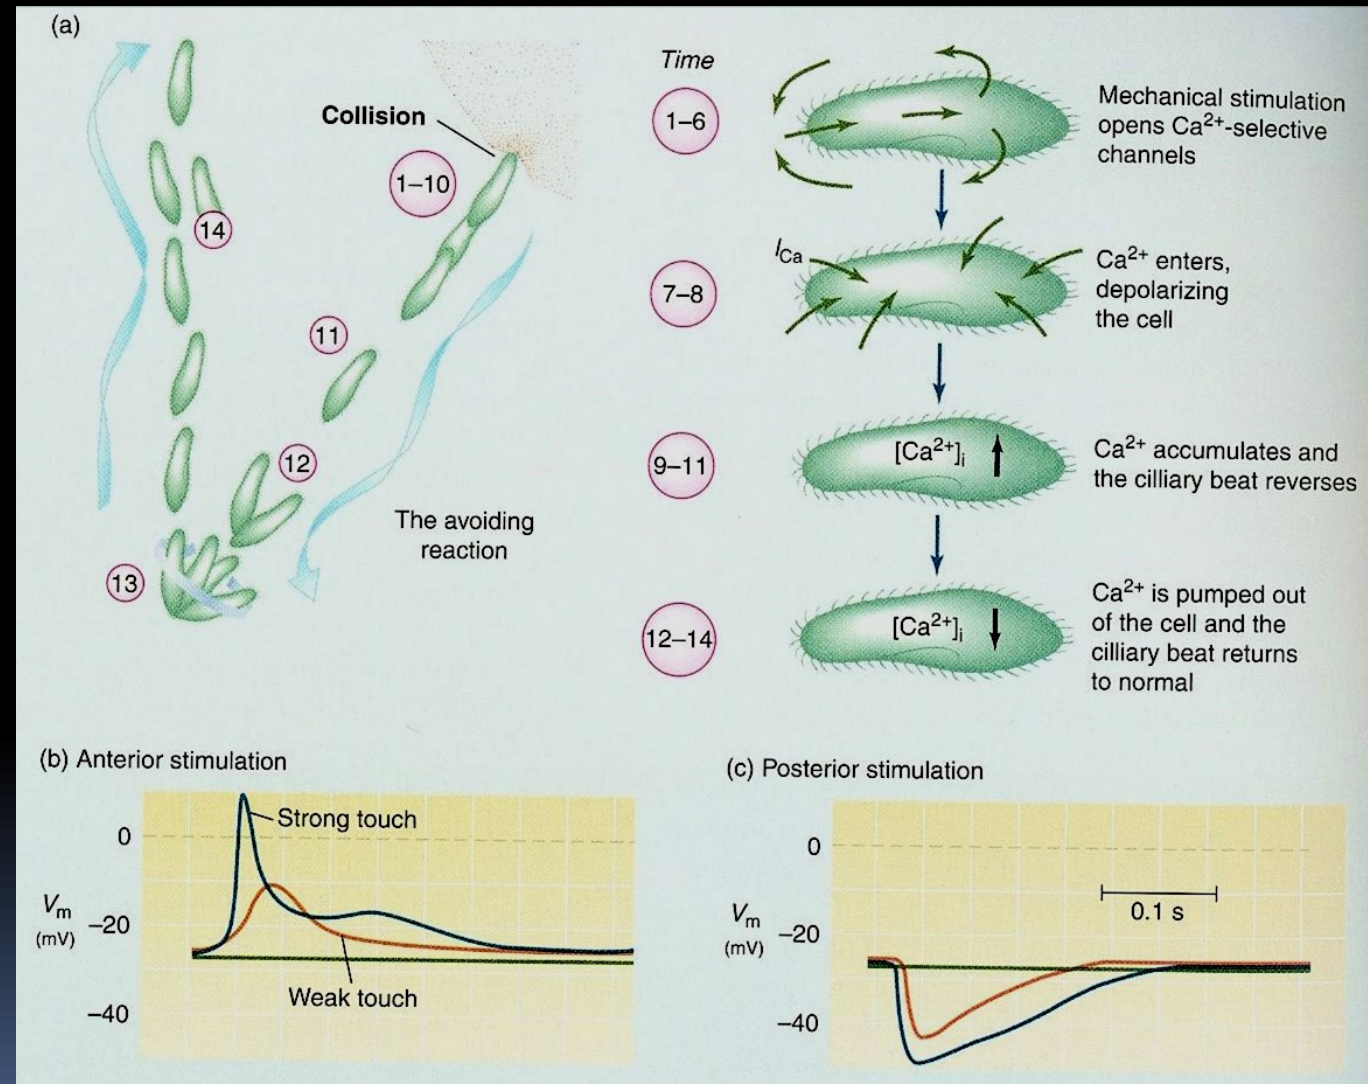 (a)
Collision
1–10
14
11
12
13
The avoiding
reaction
Time
1–6
Mechanical stimulation
opens Ca²⁺-selective
channels
7–8
I_Ca
Ca²⁺ enters,
depolarizing
the cell
9–11
[Ca²⁺]ᵢ
Ca²⁺ accumulates and
the cilliary beat reverses
12–14
[Ca²⁺]ᵢ
Ca²⁺ is pumped out
of the cell and the
cilliary beat returns
to normal
(b) Anterior stimulation
Strong touch
0
Vₘ
(mV)
–20
Weak touch
–40
(c) Posterior stimulation
0
0.1 s
Vₘ
(mV)
–20
–40